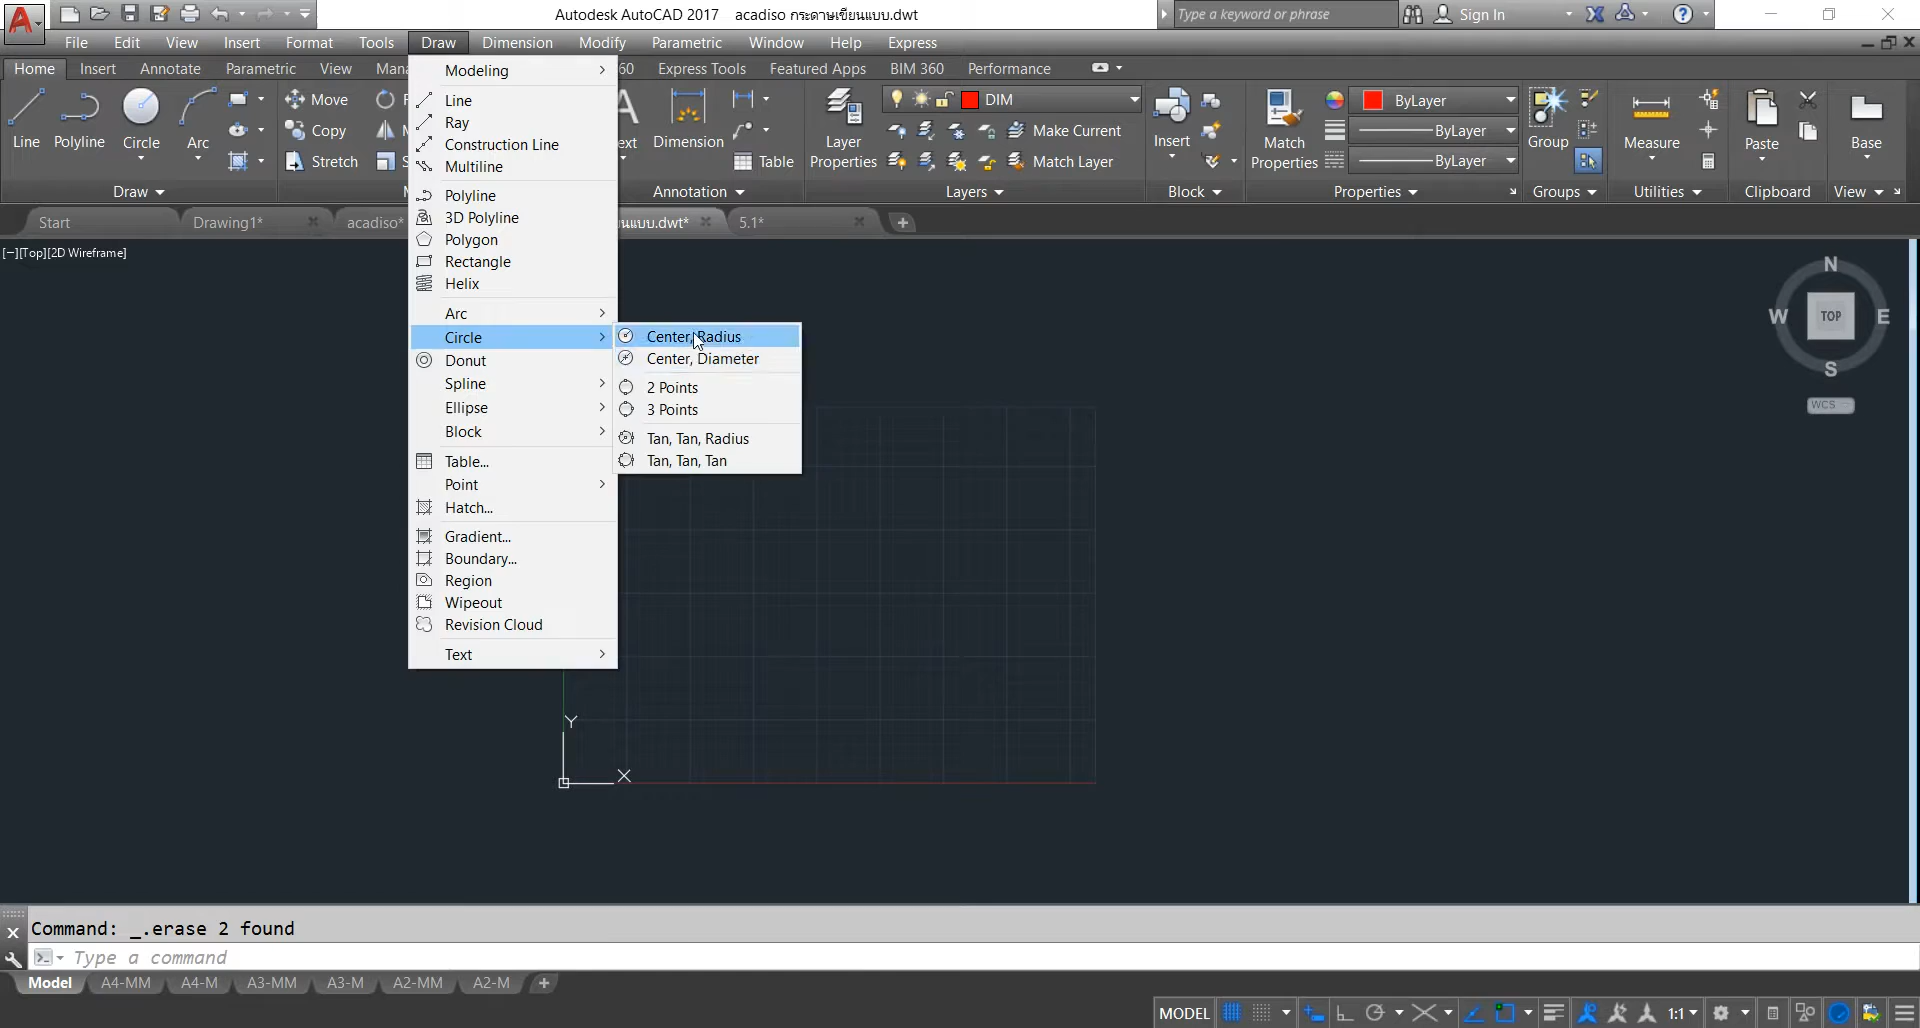 Autodesk AutoCAD 2017 acadiso กระดาษเขียนแบบ.dwt
Type a keyword or phrase
Sign In
File Edit View Insert Format Tools Draw Dimension Modify Parametric Window Help Express
Home Insert Annotate Parametric View 60 Express Tools Featured Apps BIM 360 Performance
Line Polyline Circle Arc
Draw
Move
Copy
Stretch
Dimension
Table
Annotation
Layer Properties
DIM
Make Current
Match Layer
Layers
Insert
Block
Match Properties
ByLayer
ByLayer
ByLayer
Properties
Group
Groups
Measure
Utilities
Paste
Clipboard
Base
View
Start Drawing1* acadiso* 5.1*
[−][Top][2D Wireframe]
Modeling
Line
Ray
Construction Line
Multiline
Polyline
3D Polyline
Polygon
Rectangle
Helix
Arc
Circle
Donut
Spline
Ellipse
Block
Table...
Point
Hatch...
Gradient...
Boundary...
Region
Wipeout
Revision Cloud
Text
Center, Radius
Center, Diameter
2 Points
3 Points
Tan, Tan, Radius
Tan, Tan, Tan
N
W TOP E
S
WCS
Y
X
Command: _.erase 2 found
Type a command
Model A4-MM A4-M A3-MM A3-M A2-MM A2-M
MODEL 1:1